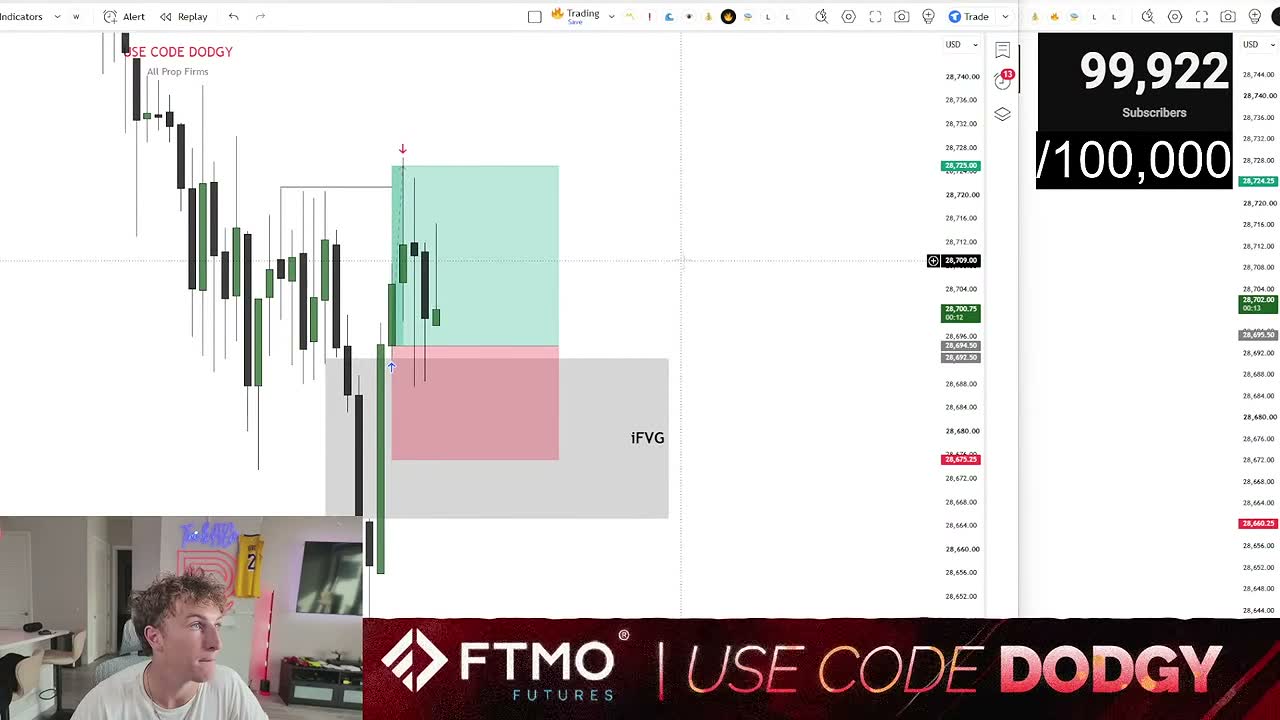 Indicators
W
Alert
Replay
Trading
Save
L
L
Trade
L
L
USE CODE DODGY
All Prop Firms
USD
28,740.00
28,736.00
28,732.00
28,728.00
28,725.00
28,720.00
28,716.00
28,712.00
28,709.00
28,704.00
28,700.75
00:12
28,696.00
28,694.50
28,692.50
28,688.00
28,684.00
28,680.00
28,675.25
28,672.00
28,668.00
28,664.00
28,660.00
28,656.00
28,652.00
13
99,922
Subscribers
/100,000
USD
28,744.00
28,740.00
28,736.00
28,732.00
28,728.00
28,724.25
28,720.00
28,716.00
28,712.00
28,708.00
28,704.00
28,702.00
00:13
28,695.50
28,692.00
28,688.00
28,684.00
28,680.00
28,676.00
28,672.00
28,668.00
28,664.00
28,660.25
28,656.00
28,652.00
28,648.00
28,644.00
iFVG
2
FTMO®
FUTURES
USE CODE DODGY